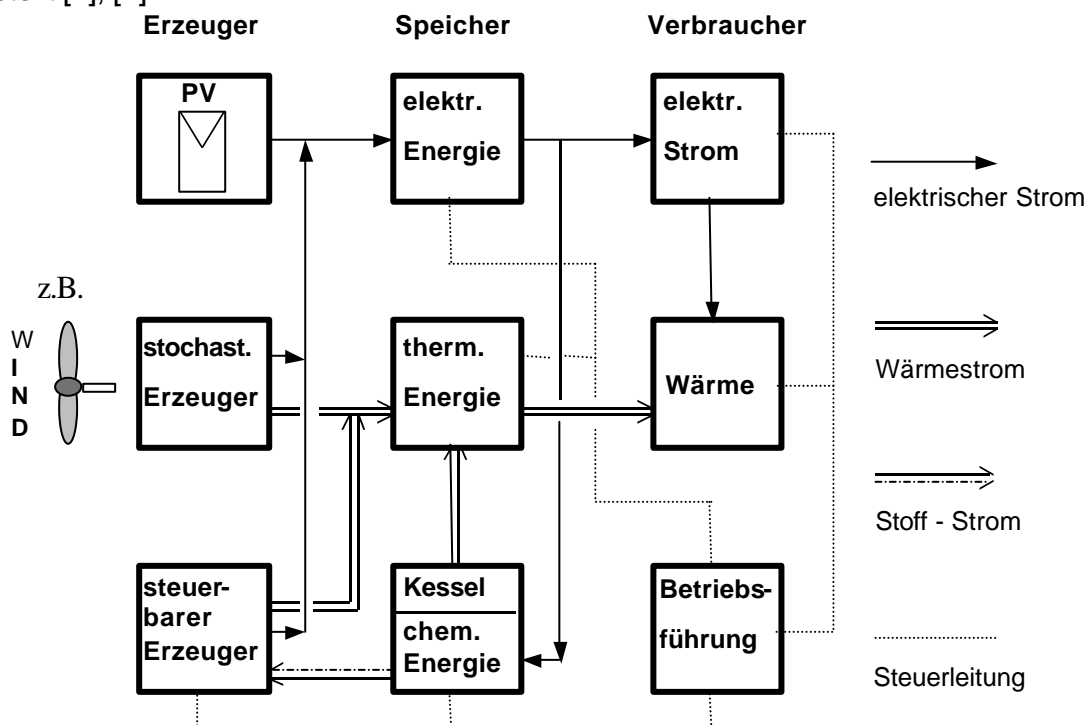 Erzeuger
Speicher
Verbraucher
PV
elektr.
Energie
elektr.
Strom
elektrischer Strom
z.B.
W
I
N
D
stochast.
Erzeuger
therm.
Energie
Wärme
Wärmestrom
Stoff - Strom
steuer-
barer
Erzeuger
Kessel
chem.
Energie
Betriebs-
führung
Steuerleitung